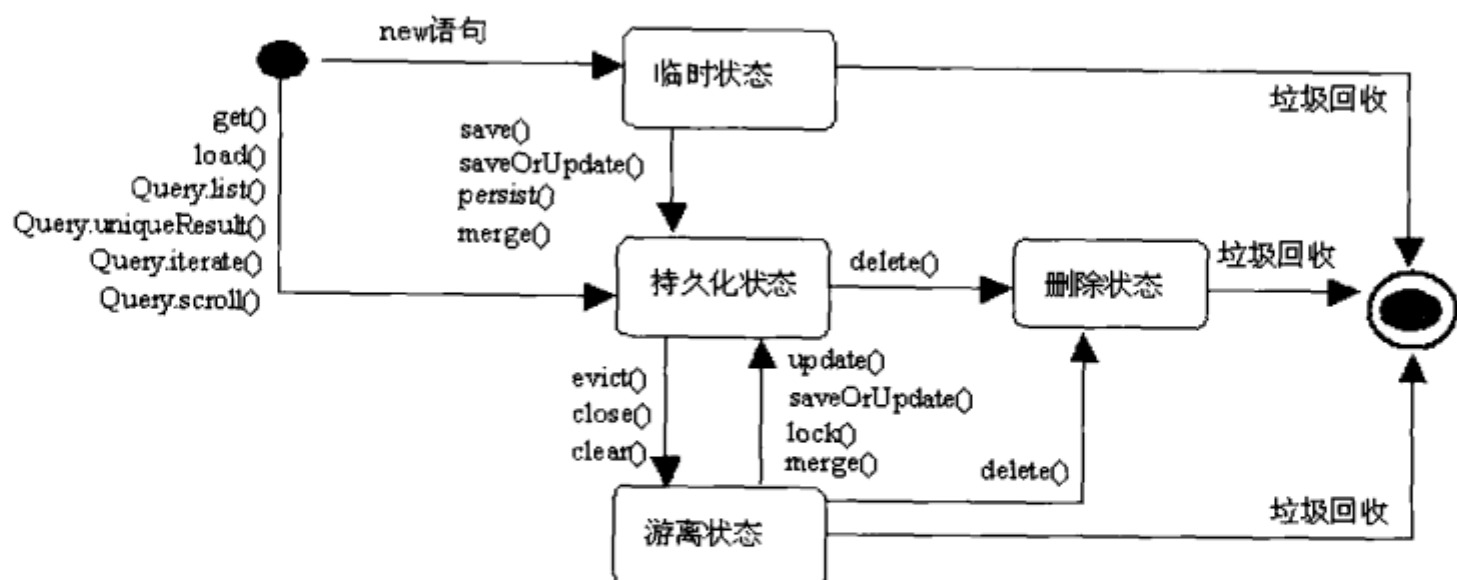 new语句
临时状态
垃圾回收
get()
load()
Query.list()
Query.uniqueResult()
Query.iterate()
Query.scroll()
save()
saveOrUpdate()
persist()
merge()
持久化状态
delete()
删除状态
垃圾回收
evict()
close()
clear()
update()
saveOrUpdate()
lock()
merge()
delete()
游离状态
垃圾回收